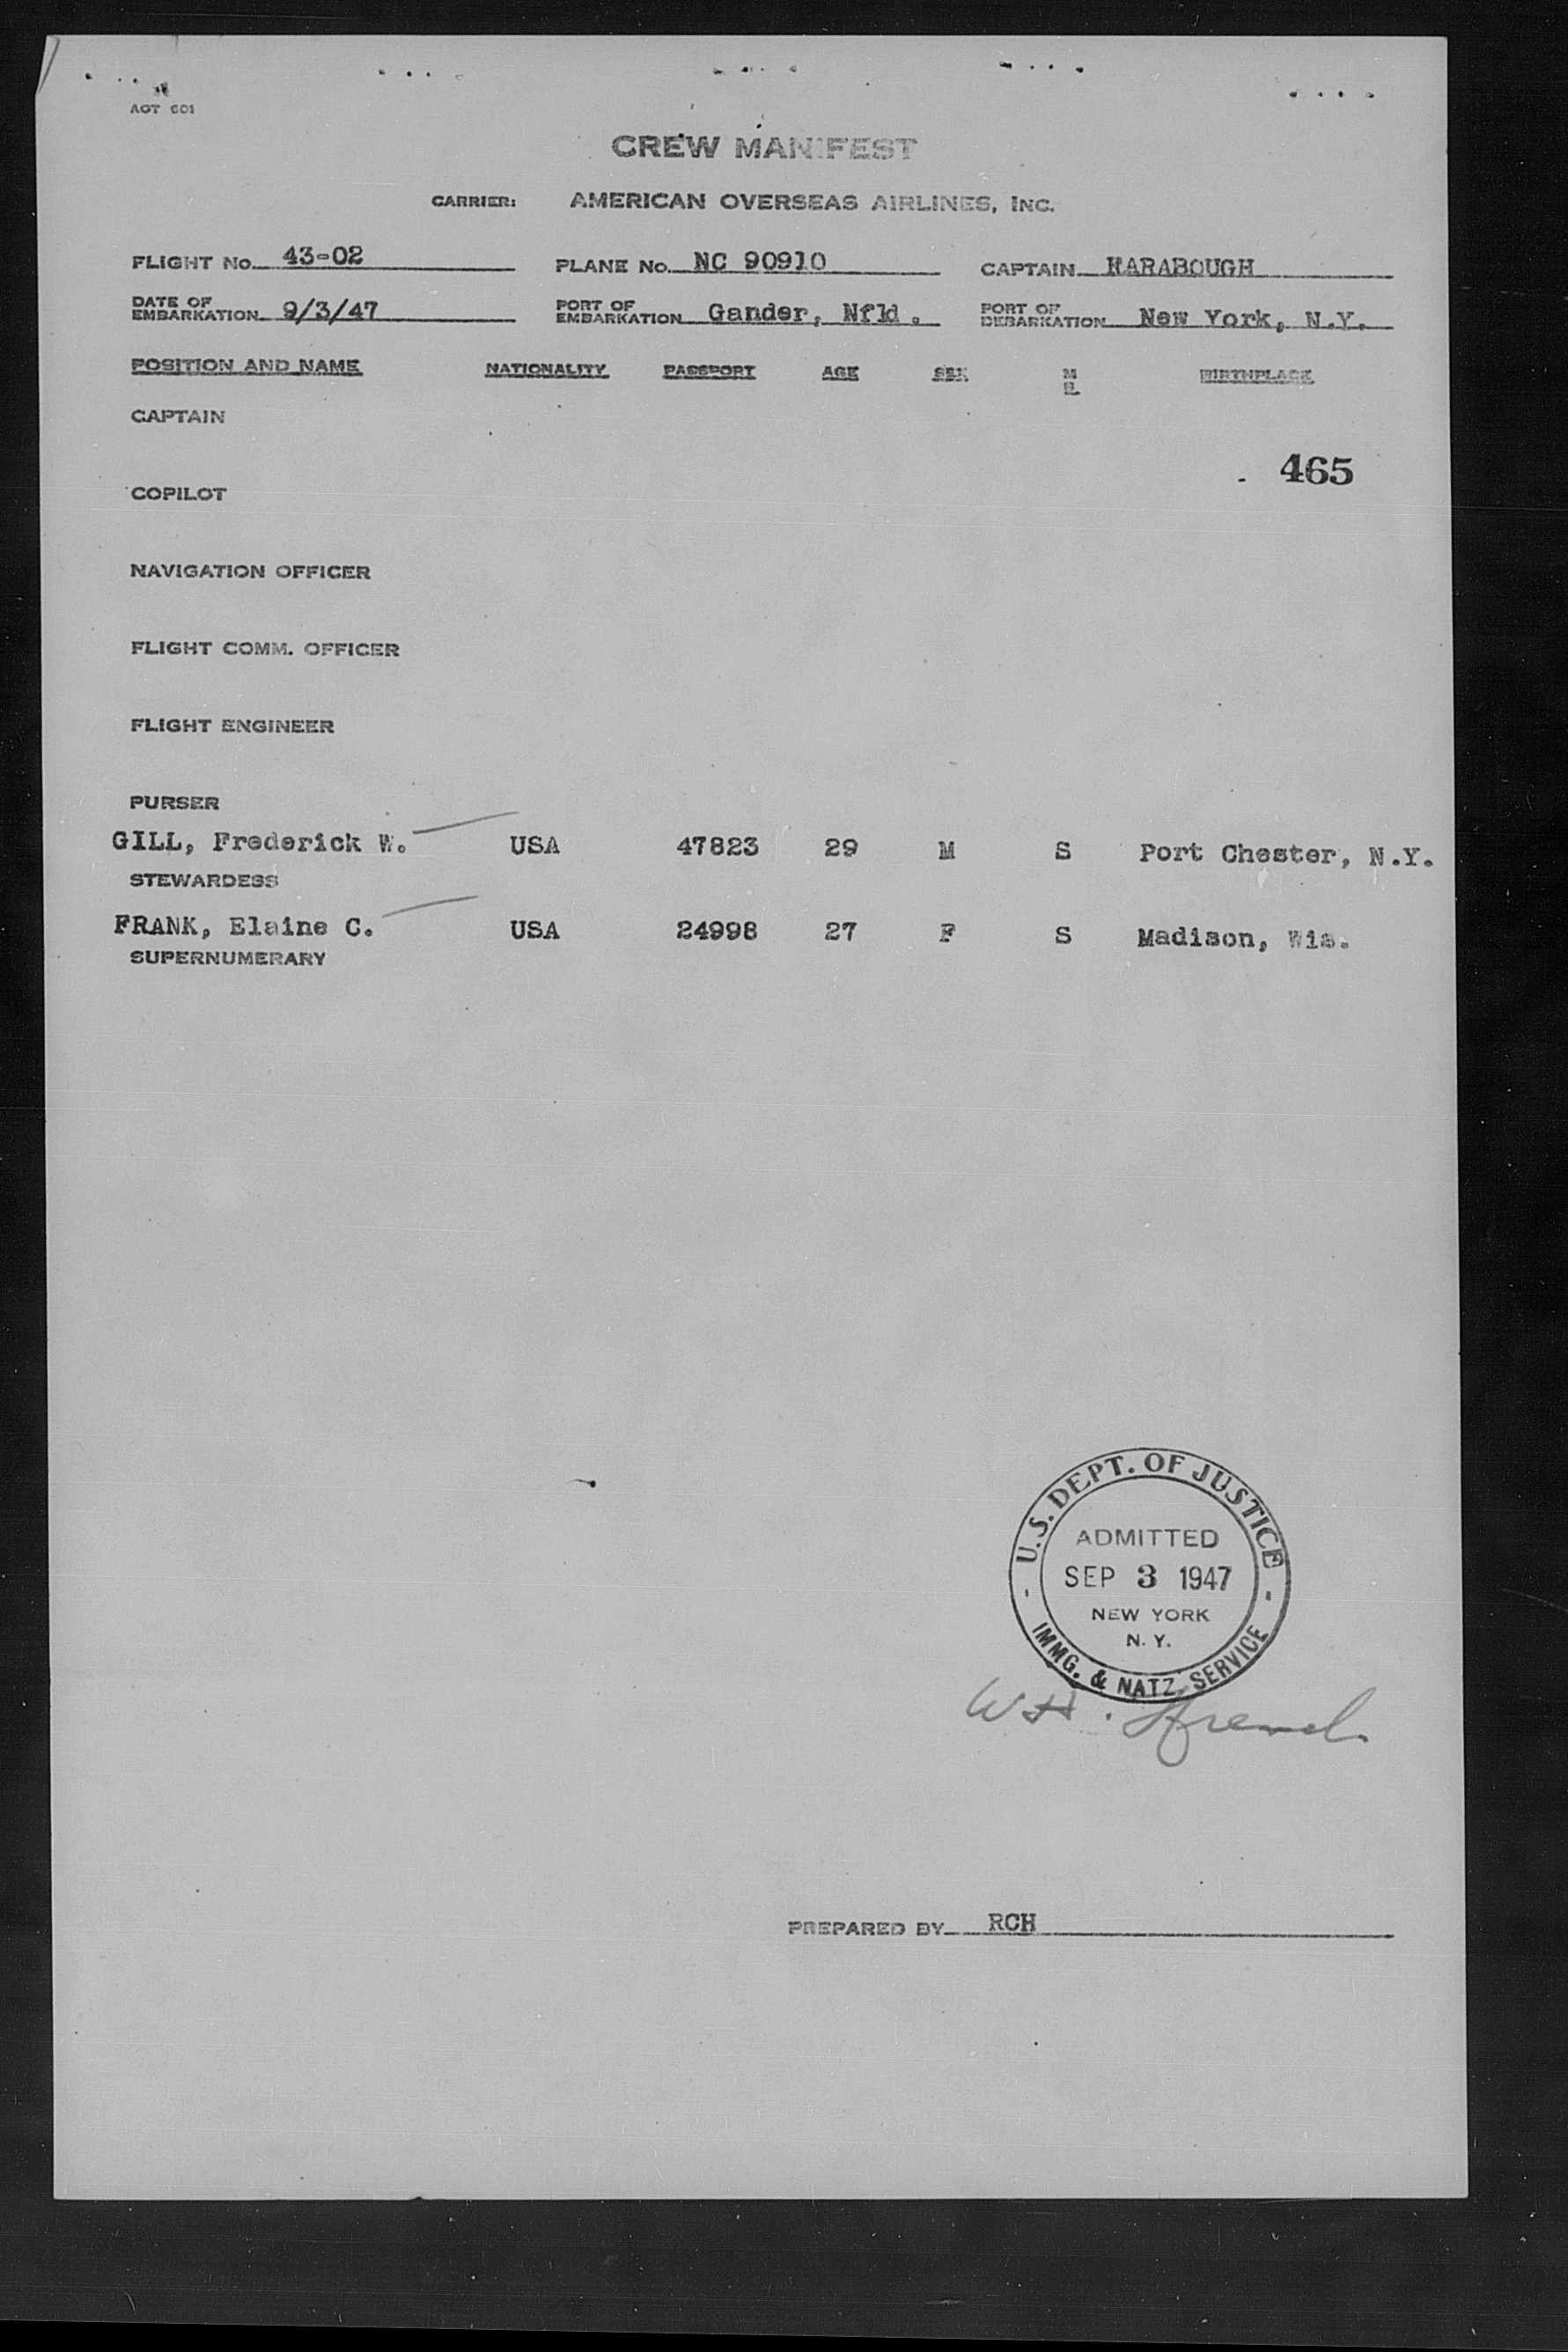 AOT 601
CREW MANIFEST
CARRIER: AMERICAN OVERSEAS AIRLINES, INC.
FLIGHT No. 43-02 PLANE No. NC 90910 CAPTAIN HARABOUGH
DATE OF EMBARKATION 9/3/47 PORT OF EMBARKATION Gander, Nfld. PORT OF DEBARKATION New York, N.Y.
POSITION AND NAME NATIONALITY PASSPORT AGE SEX M S BIRTHPLACE
CAPTAIN
465
COPILOT
NAVIGATION OFFICER
FLIGHT COMM. OFFICER
FLIGHT ENGINEER
PURSER
GILL, Frederick W. USA 47823 29 M S Port Chester, N.Y.
STEWARDESS
FRANK, Elaine C. USA 24998 27 F S Madison, Wis.
SUPERNUMERARY
U.S. DEPT. OF JUSTICE
ADMITTED
SEP 3 1947
NEW YORK
N. Y.
IMMG. & NATZ. SERVICE
W H.
PREPARED BY RCH